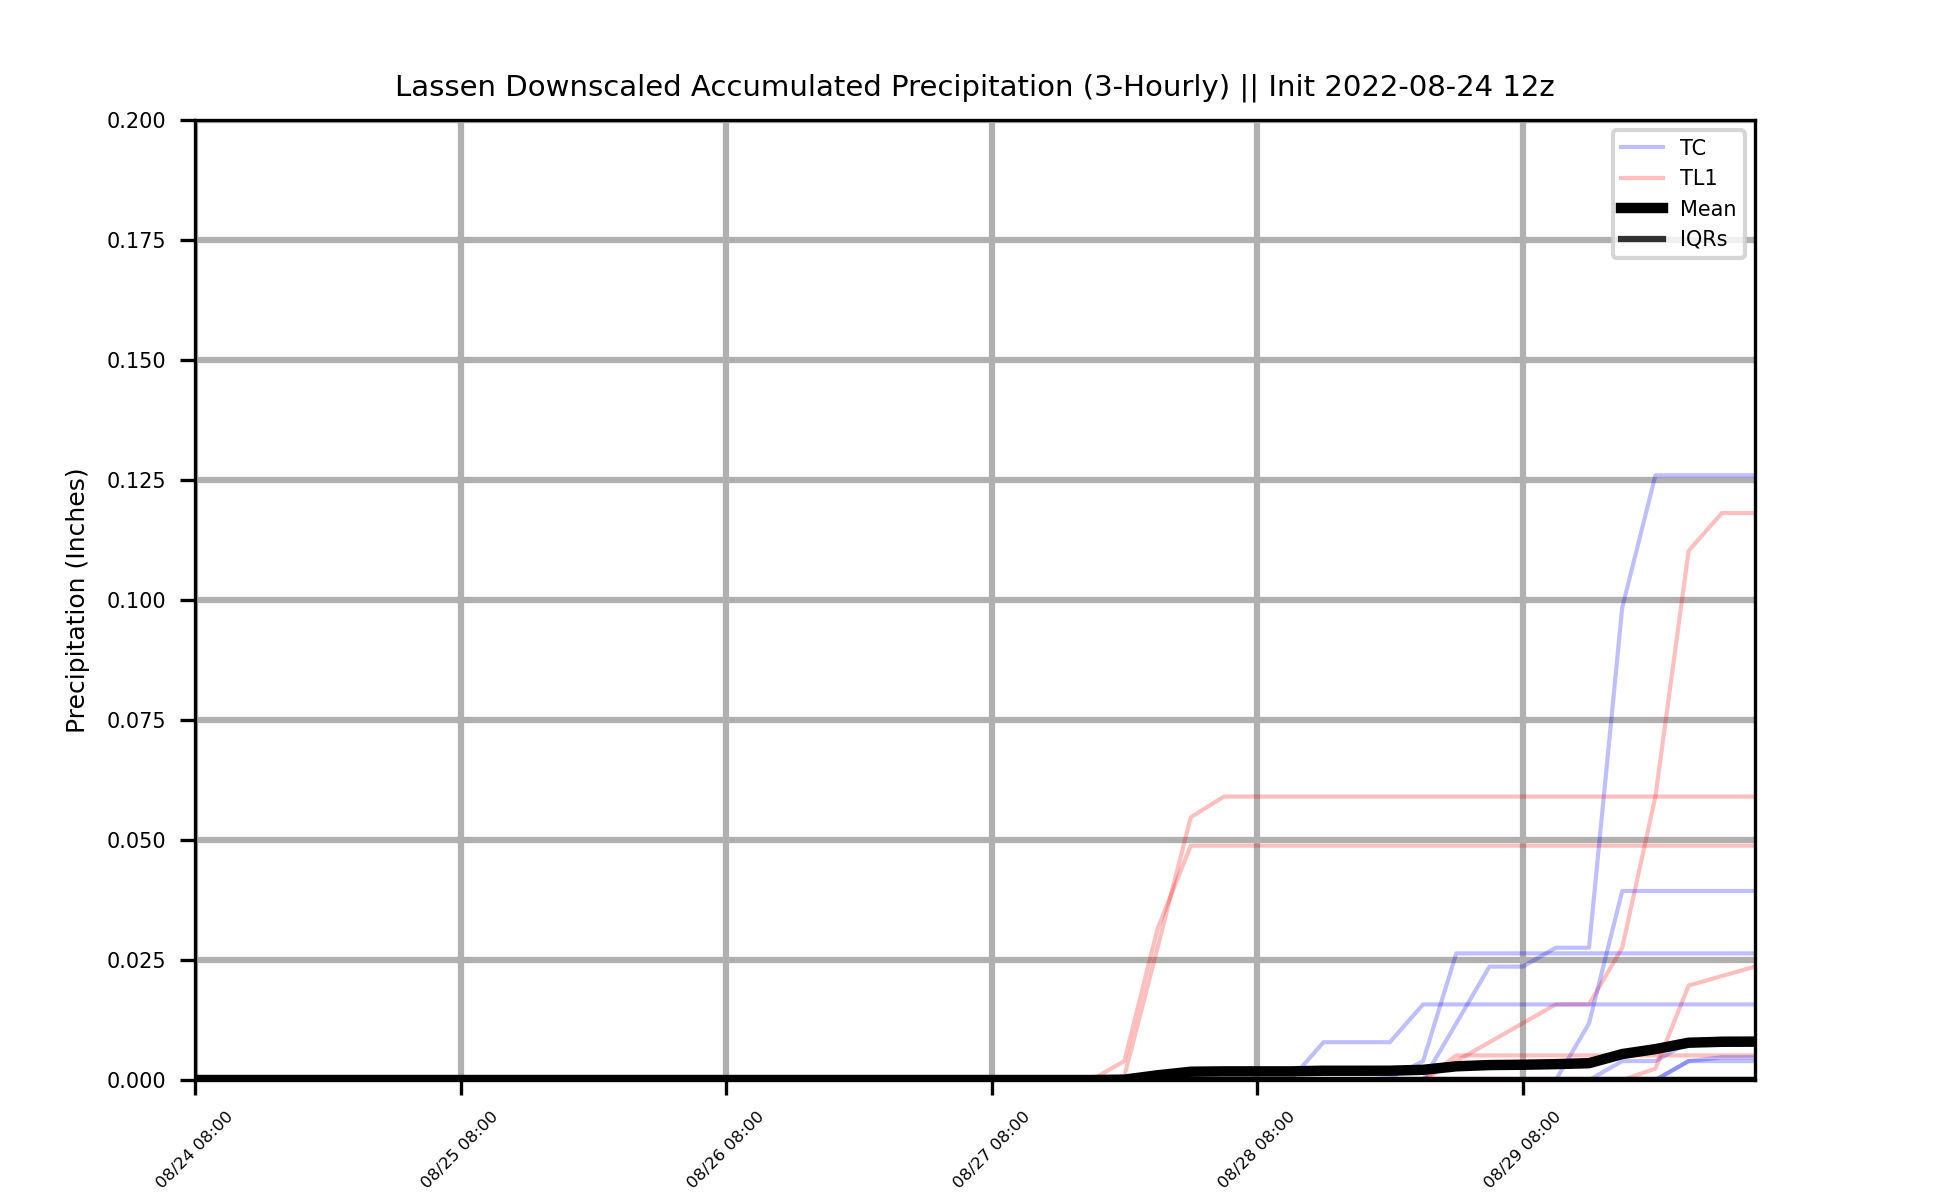 Lassen Downscaled Accumulated Precipitation (3-Hourly) || Init 2022-08-24 12z
TC
TL1
Mean
IQRs
Precipitation (Inches)
0.200
0.175
0.150
0.125
0.100
0.075
0.050
0.025
0.000
08/24 08:00
08/25 08:00
08/26 08:00
08/27 08:00
08/28 08:00
08/29 08:00